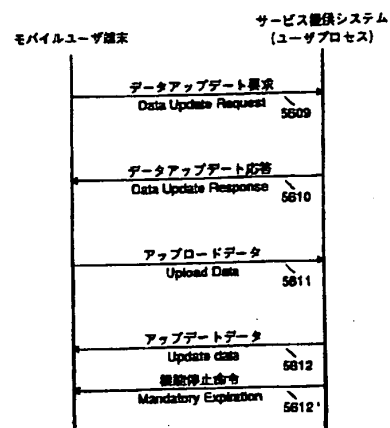 サービス提供システム
(ユーザプロセス)
モバイルユーザ端末
データアップデート要求
Data Update Request
5609
データアップデート応答
Data Update Response
5610
アップロードデータ
Upload Data
5611
アップデートデータ
Update data
5612
機能停止命令
Mandatory Expiration
5612'